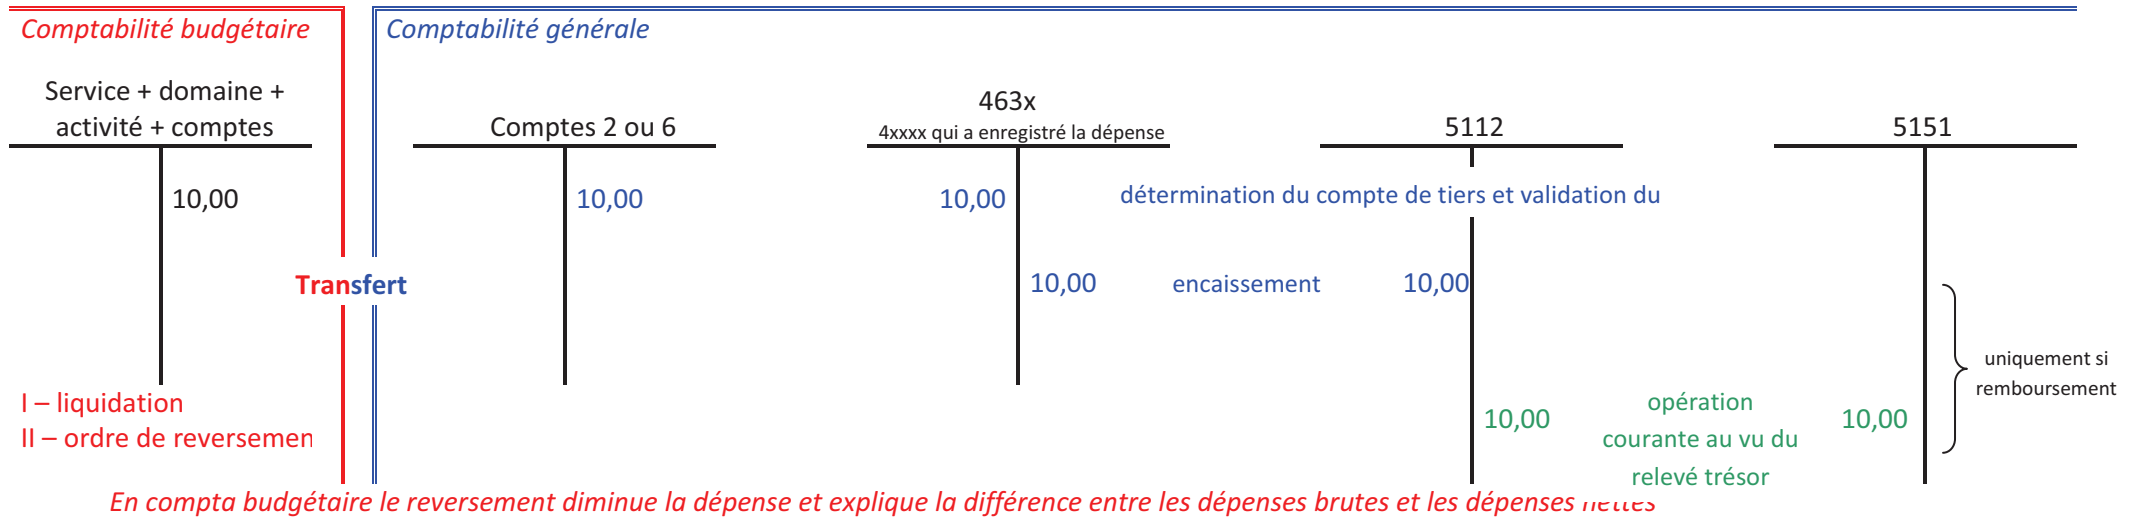 Comptabilité budgétaire
Comptabilité générale
Service + domaine +
activité + comptes
Comptes 2 ou 6
463x
4xxxx qui a enregistré la dépense
5112
5151
10,00
10,00
10,00
détermination du compte de tiers et validation du
Transfert
10,00
encaissement
10,00
uniquement si
remboursement
I – liquidation
II – ordre de reversemen
10,00
opération
courante au vu du
relevé trésor
10,00
En compta budgétaire le reversement diminue la dépense et explique la différence entre les dépenses brutes et les dépenses nettes